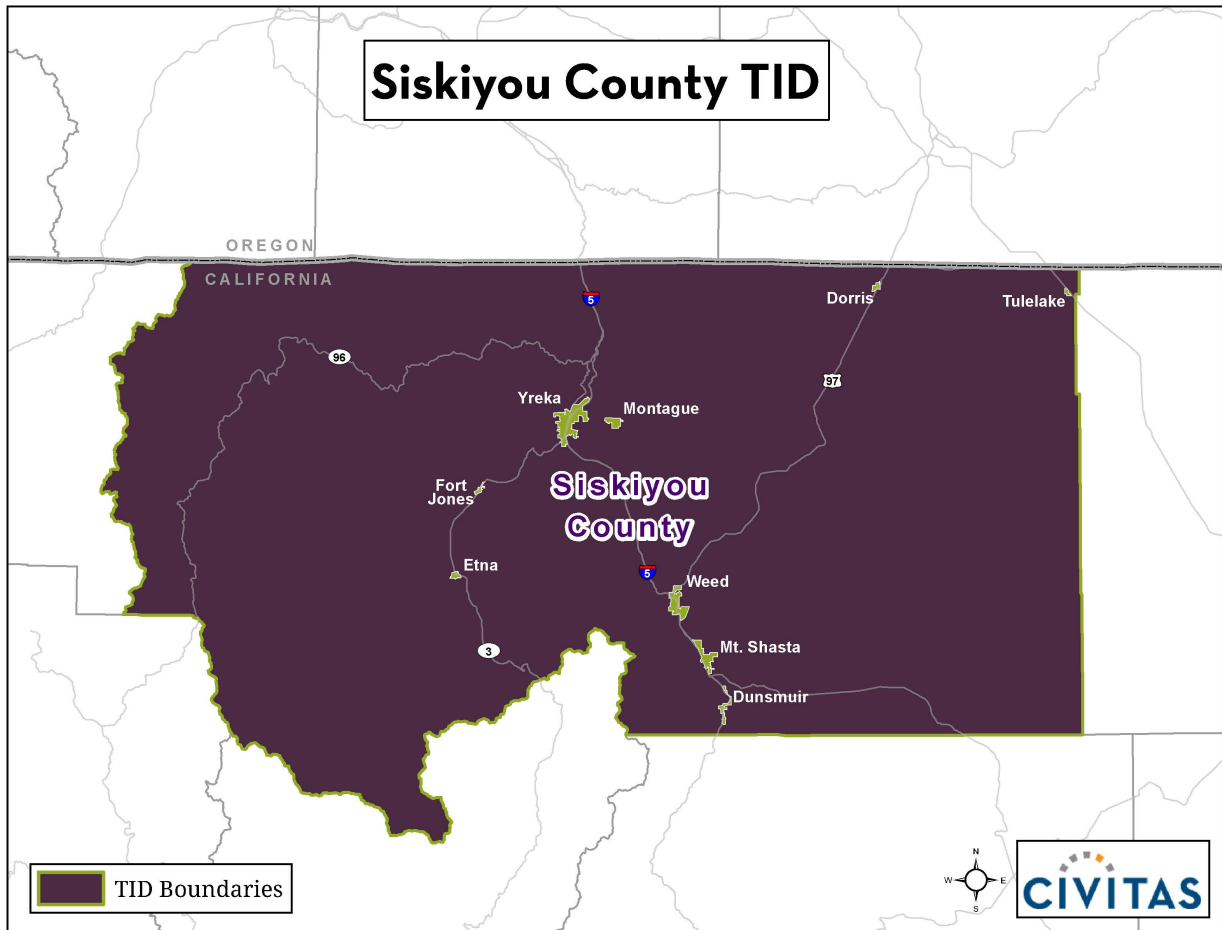 Siskiyou County TID
OREGON
CALIFORNIA
5
Dorris
Tulelake
96
97
Yreka
Montague
Fort
Jones
Siskiyou
County
Etna
5
Weed
3
Mt. Shasta
Dunsmuir
TID Boundaries
N
W
E
S
CIVITAS